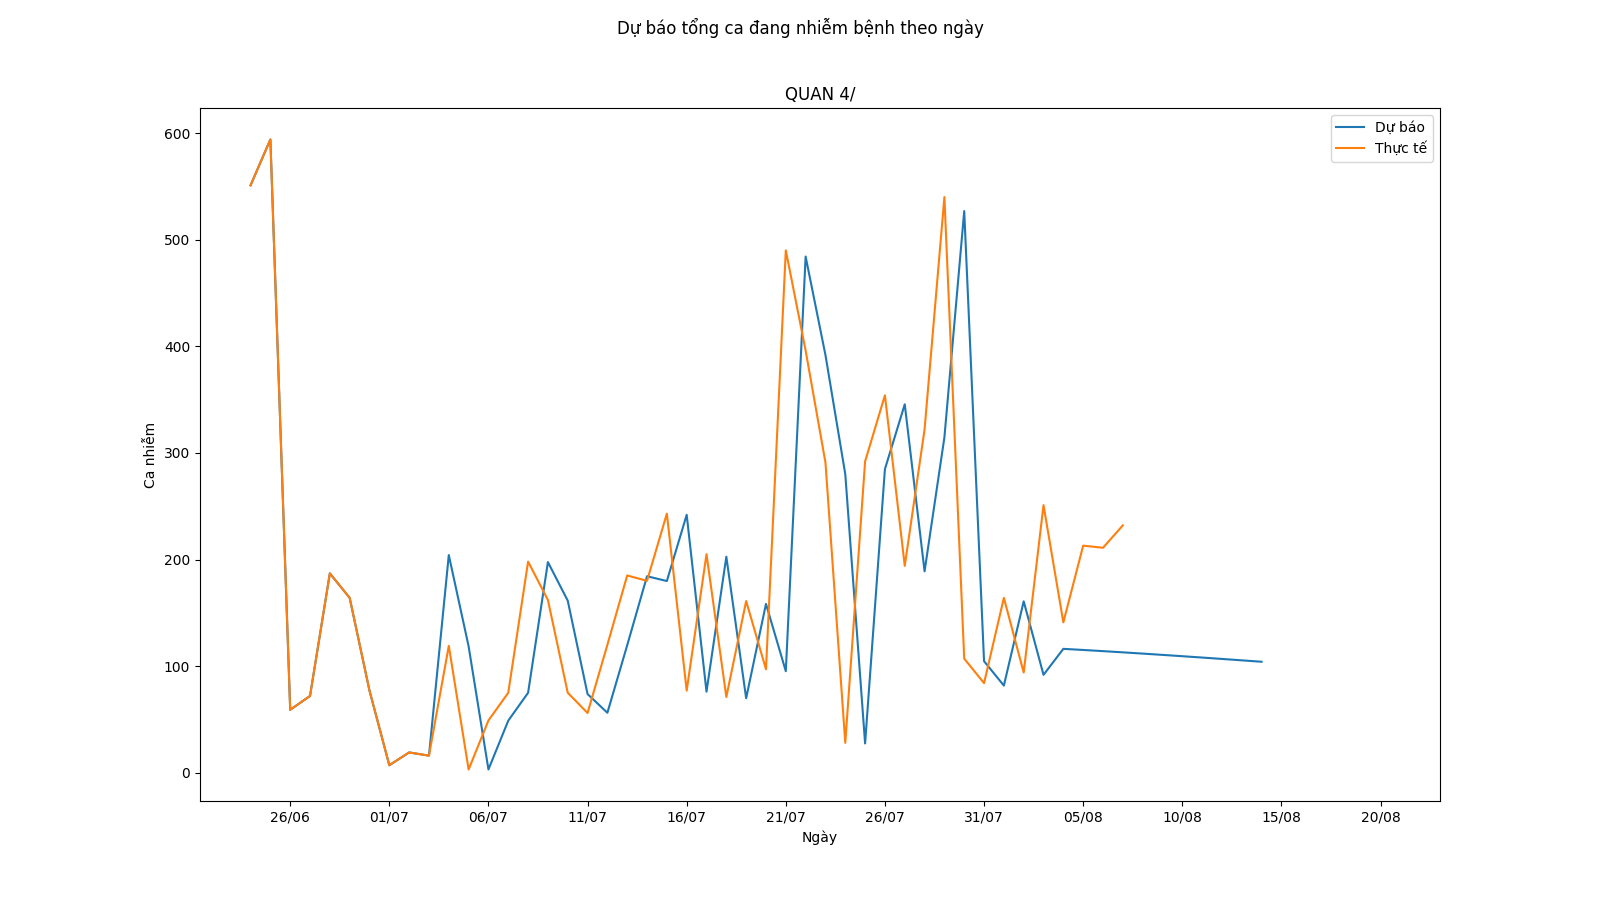 Dự báo tổng ca đang nhiễm bệnh theo ngày
QUAN 4/
Dự báo
Thực tế
600
500
400
300
200
100
0
Ca nhiễm
26/06 01/07 06/07 11/07 16/07 21/07 26/07 31/07 05/08 10/08 15/08 20/08
Ngày